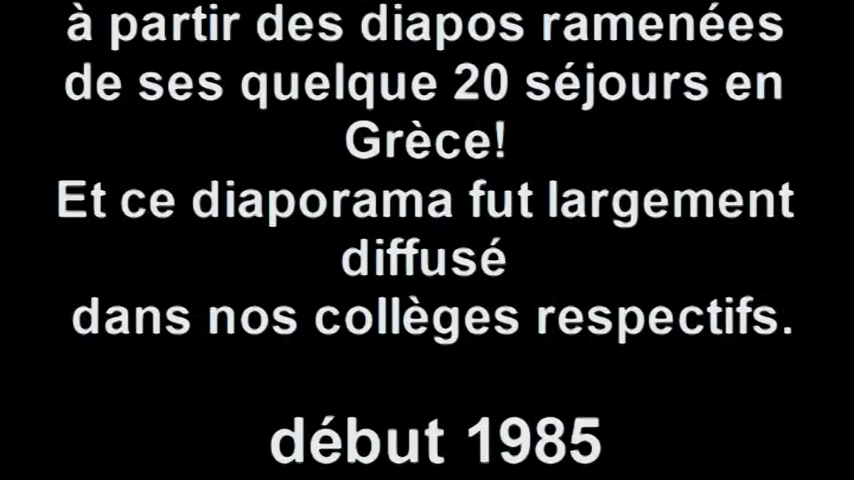 à partir des diapos ramenées
de ses quelque 20 séjours en
Grèce!
Et ce diaporama fut largement
diffusé
dans nos collèges respectifs.
début 1985